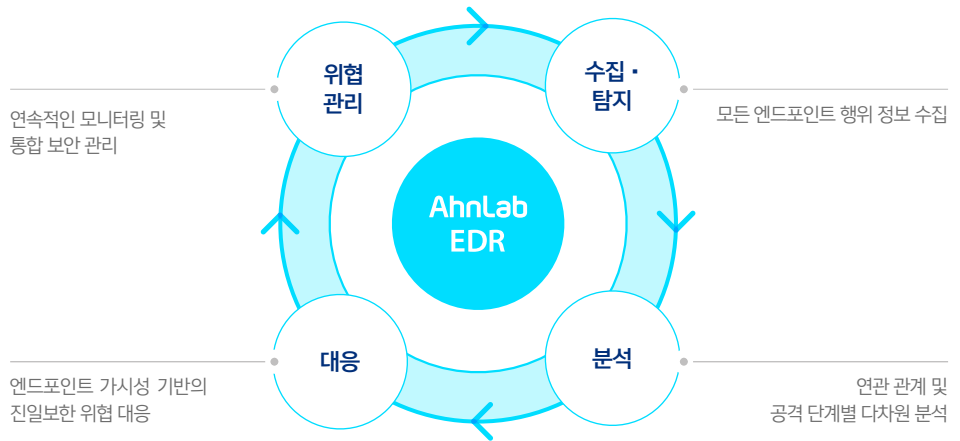 위협
관리
수집 ▪
탐지
연속적인 모니터링 및
통합 보안 관리
모든 엔드포인트 행위 정보 수집
AhnLab
EDR
대응
분석
엔드포인트 가시성 기반의
진일보한 위협 대응
연관 관계 및
공격 단계별 다차원 분석